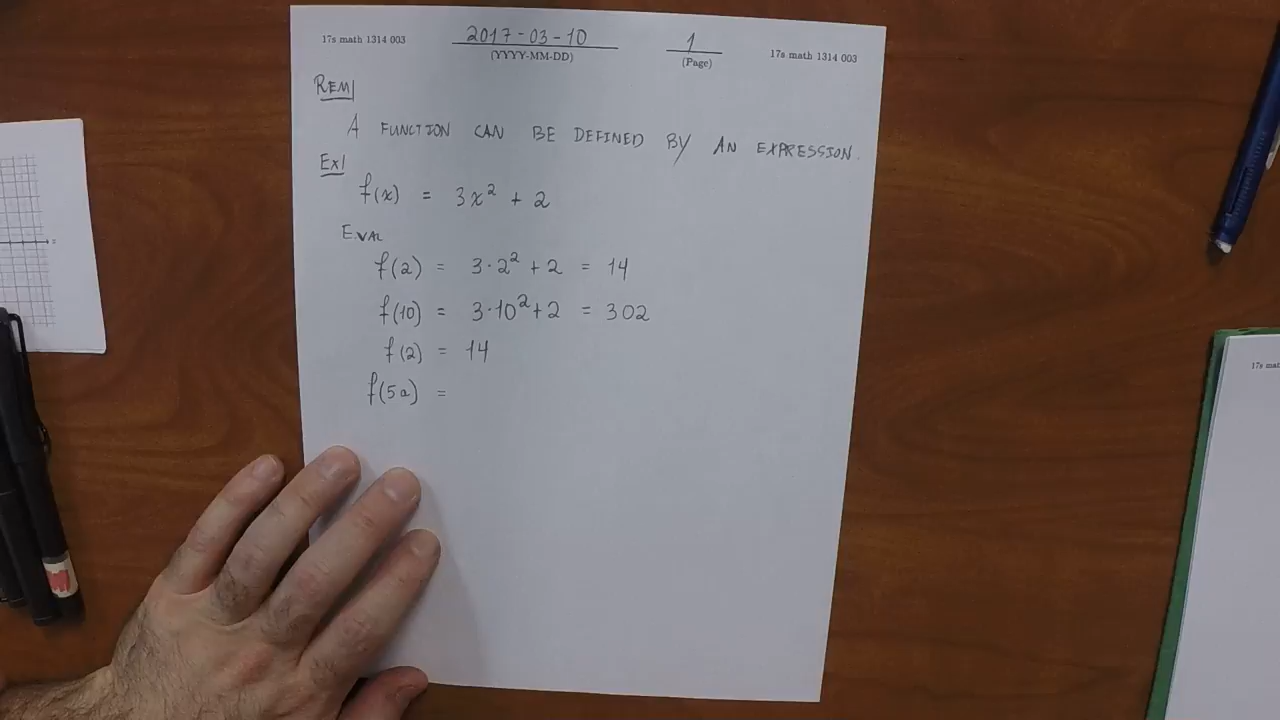 17s math 1314 003 2017-03-10 1 17s math 1314 003
(YYYY-MM-DD) (Page)
REM
A FUNCTION CAN BE DEFINED BY AN EXPRESSION.
EX
f(x) = 3x² + 2
EVAL
f(2) = 3·2² + 2 = 14
f(10) = 3·10² + 2 = 302
f(2) = 14
f(5a) =